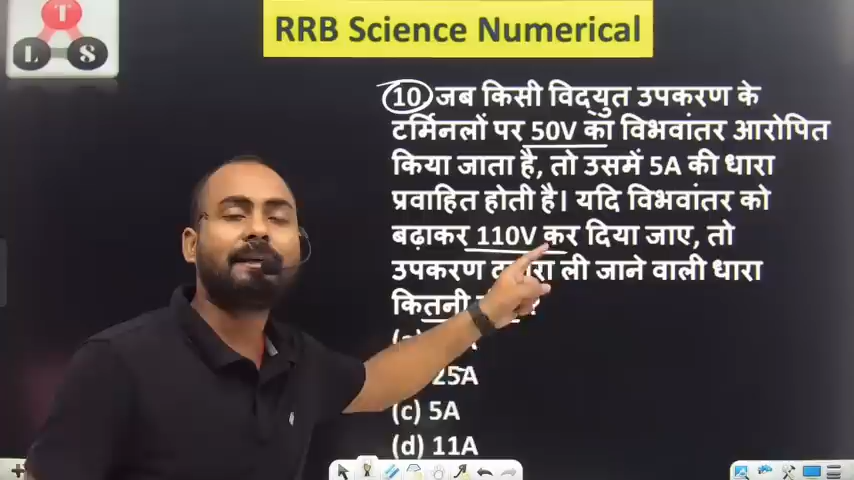 T
L
S
RRB Science Numerical
10 जब किसी विद्युत उपकरण के
टर्मिनलों पर 50V का विभवांतर आरोपित
किया जाता है, तो उसमें 5A की धारा
प्रवाहित होती है। यदि विभवांतर को
बढ़ाकर 110V कर दिया जाए, तो
उपकरण ली जाने वाली धारा
कितनी ?
25A
(c) 5A
(d) 11A